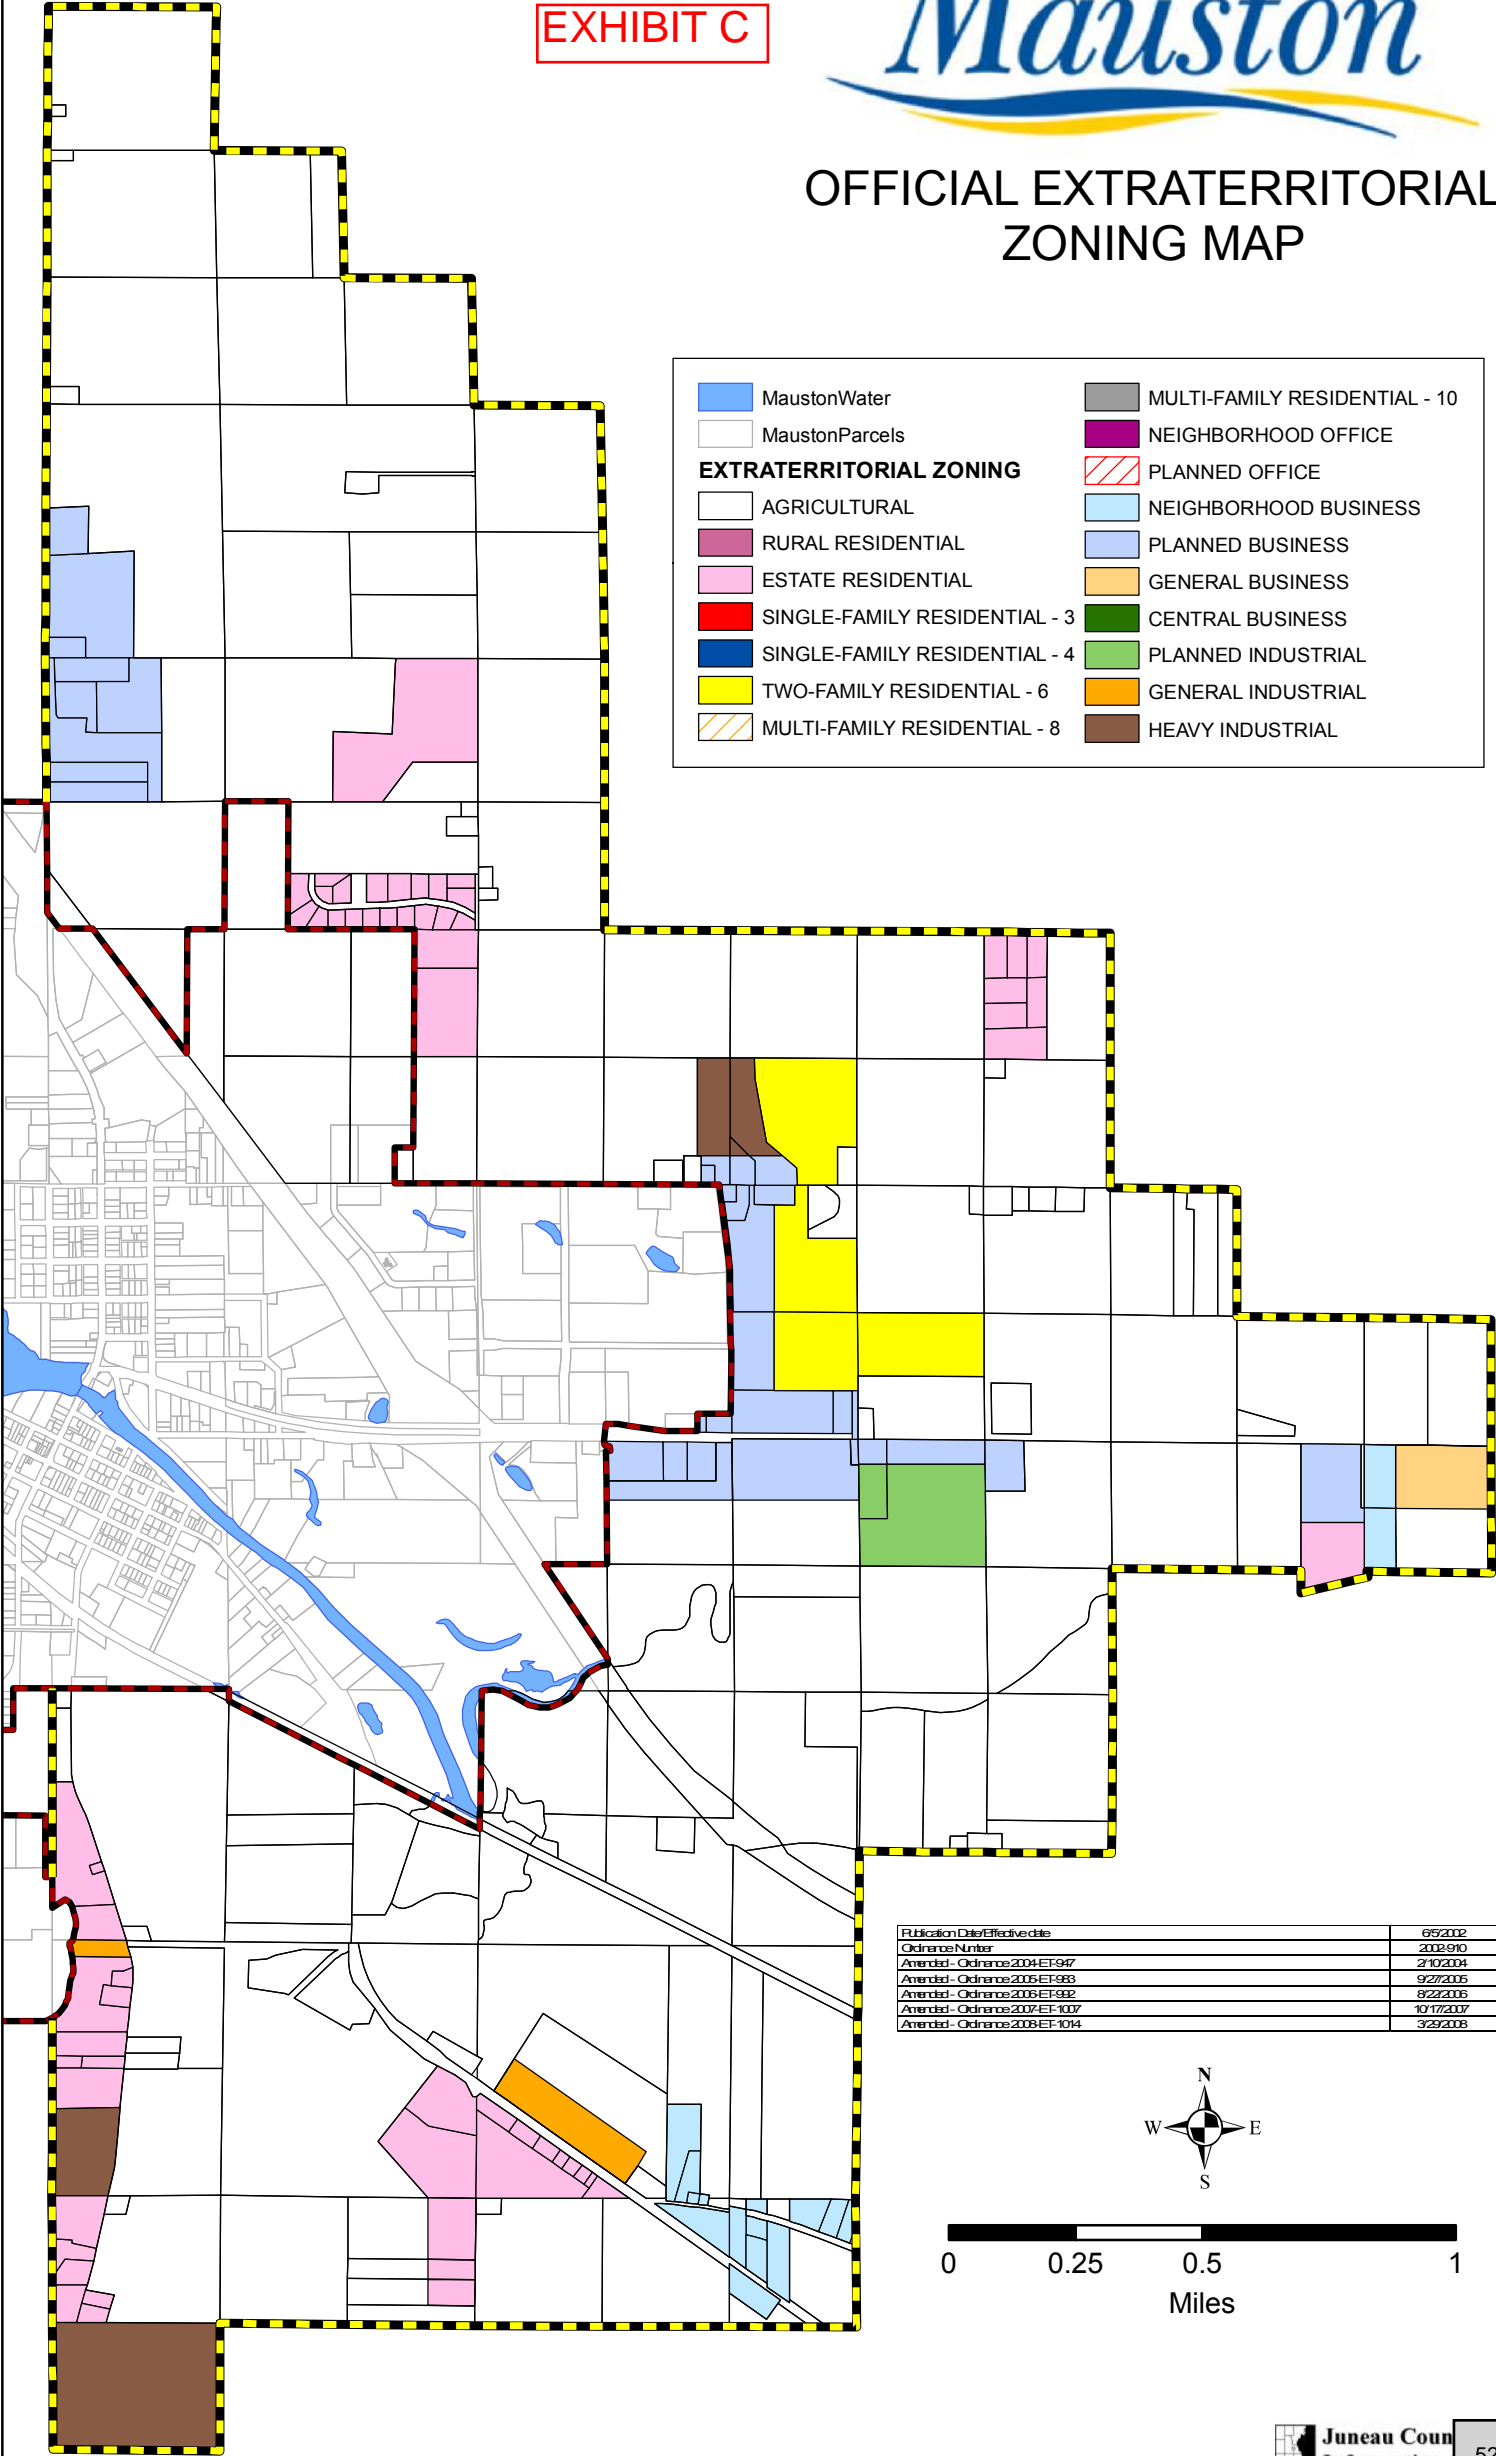 EXHIBIT C
Mauston
OFFICIAL EXTRATERRITORIAL
ZONING MAP
MaustonWater
MaustonParcels
EXTRATERRITORIAL ZONING
AGRICULTURAL
RURAL RESIDENTIAL
ESTATE RESIDENTIAL
SINGLE-FAMILY RESIDENTIAL - 3
SINGLE-FAMILY RESIDENTIAL - 4
TWO-FAMILY RESIDENTIAL - 6
MULTI-FAMILY RESIDENTIAL - 8
MULTI-FAMILY RESIDENTIAL - 10
NEIGHBORHOOD OFFICE
PLANNED OFFICE
NEIGHBORHOOD BUSINESS
PLANNED BUSINESS
GENERAL BUSINESS
CENTRAL BUSINESS
PLANNED INDUSTRIAL
GENERAL INDUSTRIAL
HEAVY INDUSTRIAL
Publication Date/Effective date 6/5/2002
Ordinance Number 2002-910
Amended - Ordinance 2004-ET-947 2/10/2004
Amended - Ordinance 2005-ET-983 9/27/2005
Amended - Ordinance 2006-ET-992 8/22/2006
Amended - Ordinance 2007-ET-1007 10/17/2007
Amended - Ordinance 2008-ET-1014 3/29/2008
N
W E
S
0 0.25 0.5 1
Miles
Juneau Coun